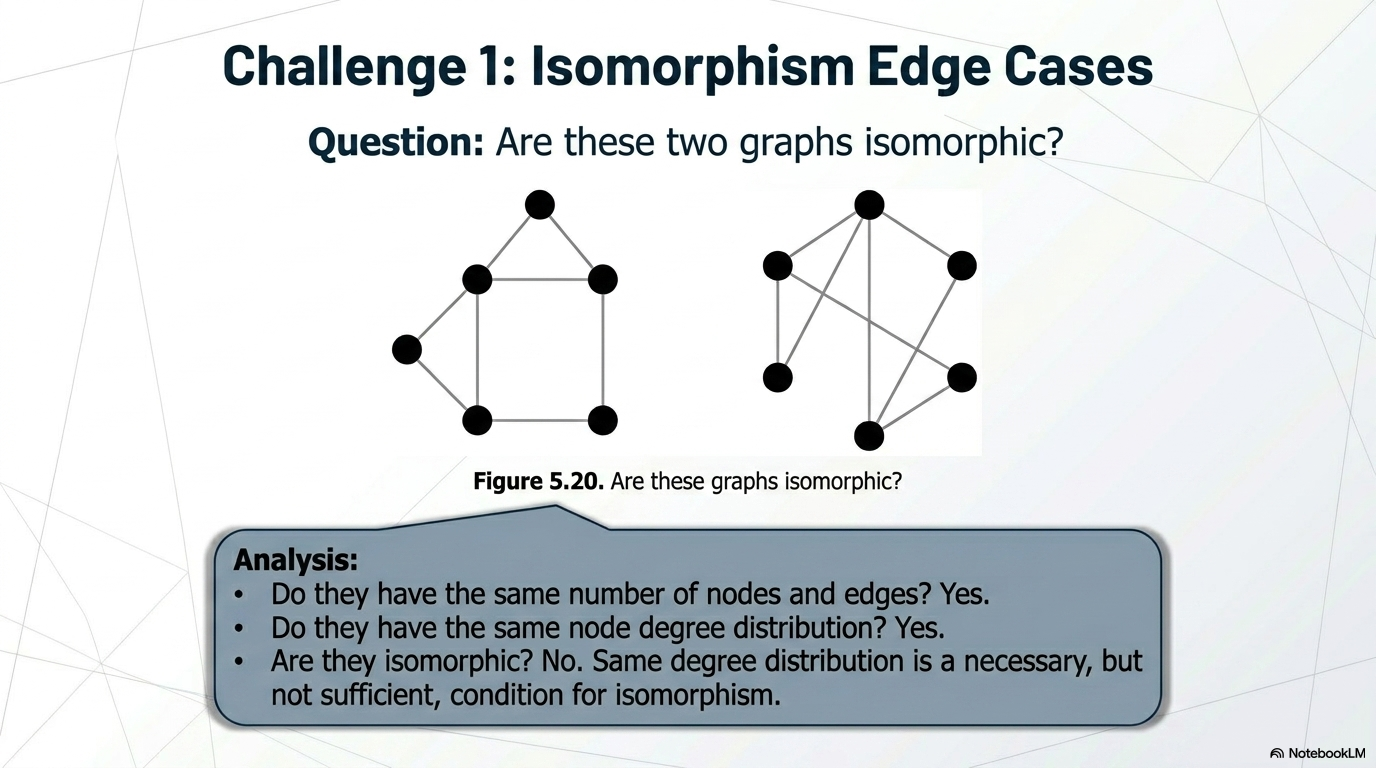 Challenge 1: Isomorphism Edge Cases
Question: Are these two graphs isomorphic?
Figure 5.20. Are these graphs isomorphic?
Analysis:
• Do they have the same number of nodes and edges? Yes.
• Do they have the same node degree distribution? Yes.
• Are they isomorphic? No. Same degree distribution is a necessary, but
not sufficient, condition for isomorphism.
NotebookLM